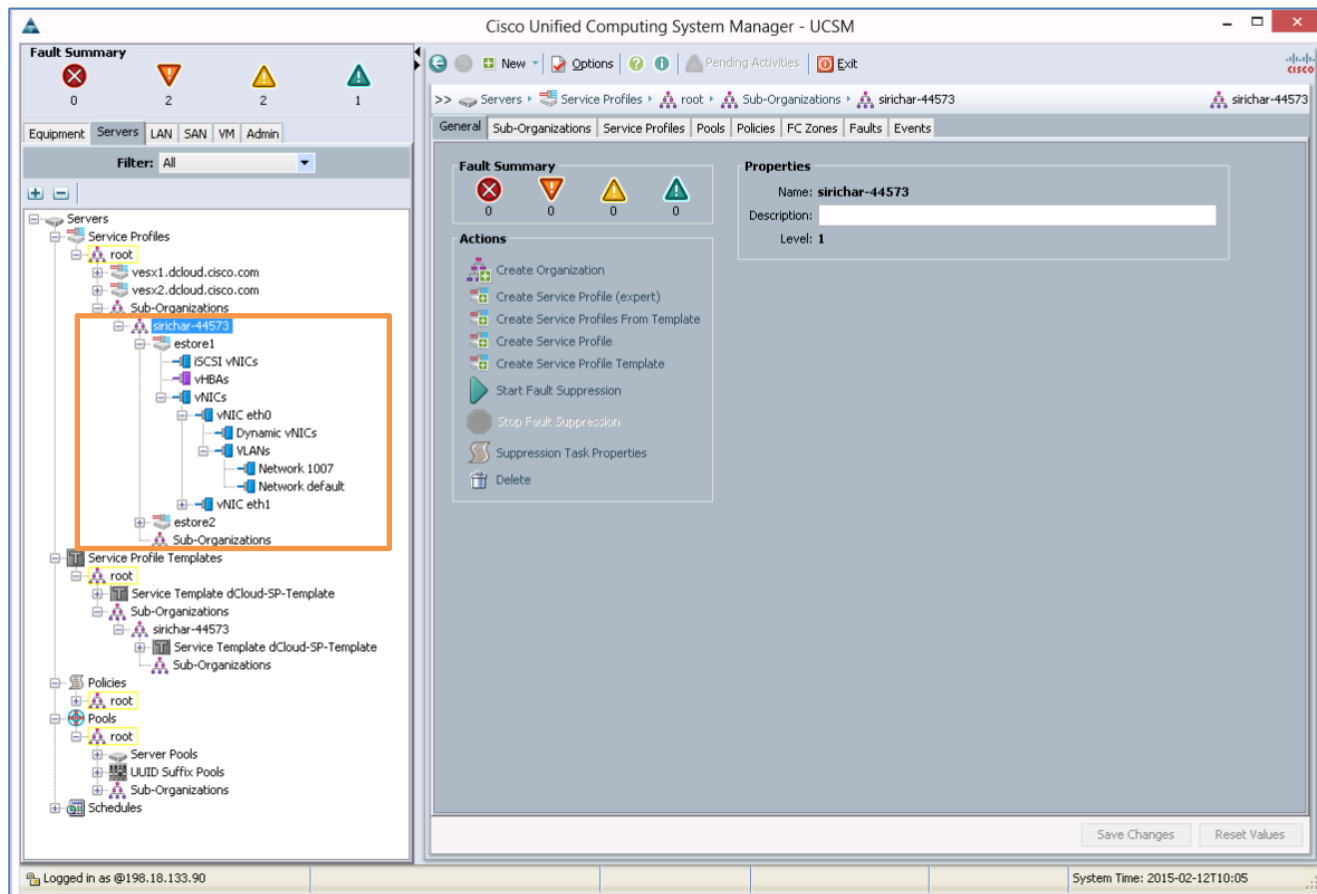 Cisco Unified Computing System Manager - UCSM
Fault Summary
0 2 2 1
Equipment Servers LAN SAN VM Admin
Filter: All
Servers
Service Profiles
root
vesx1.dcloud.cisco.com
vesx2.dcloud.cisco.com
Sub-Organizations
sirichar-44573
estore1
iSCSI vNICs
vHBAs
vNICs
vNIC eth0
Dynamic vNICs
VLANs
Network 1007
Network default
vNIC eth1
estore2
Sub-Organizations
Service Profile Templates
root
Service Template dCloud-SP-Template
Sub-Organizations
sirichar-44573
Service Template dCloud-SP-Template
Sub-Organizations
Policies
root
Pools
root
Server Pools
UUID Suffix Pools
Sub-Organizations
Schedules
New Options Pending Activities Exit
CISCO
>> Servers Service Profiles root Sub-Organizations sirichar-44573 sirichar-44573
General Sub-Organizations Service Profiles Pools Policies FC Zones Faults Events
Fault Summary
0 0 0 0
Actions
Create Organization
Create Service Profile (expert)
Create Service Profiles From Template
Create Service Profile
Create Service Profile Template
Start Fault Suppression
Stop Fault Suppression
Suppression Task Properties
Delete
Properties
Name: sirichar-44573
Description:
Level: 1
Save Changes Reset Values
Logged in as @198.18.133.90 System Time: 2015-02-12T10:05